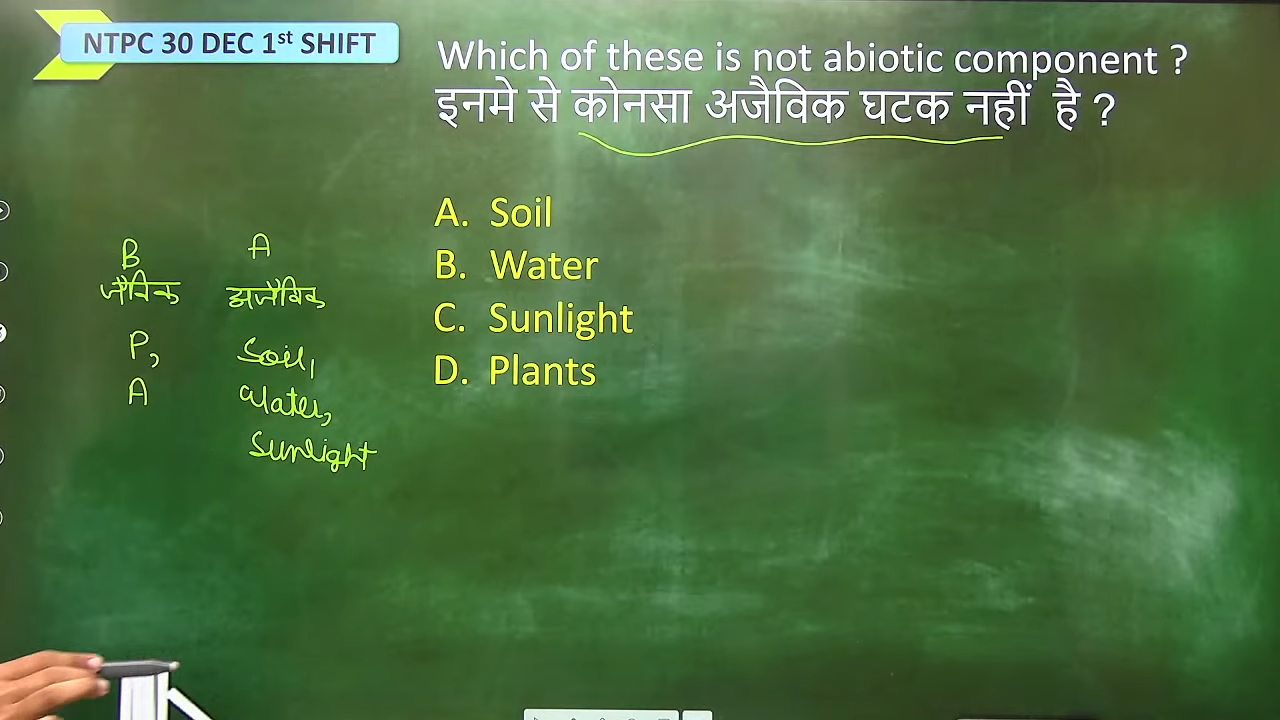 NTPC 30 DEC 1st SHIFT
Which of these is not abiotic component ?
इनमे से कोनसा अजैविक घटक नहीं है ?
A. Soil
B. Water
C. Sunlight
D. Plants
B A
जैविक अजैविक
P, Soil,
A Water,
Sunlight